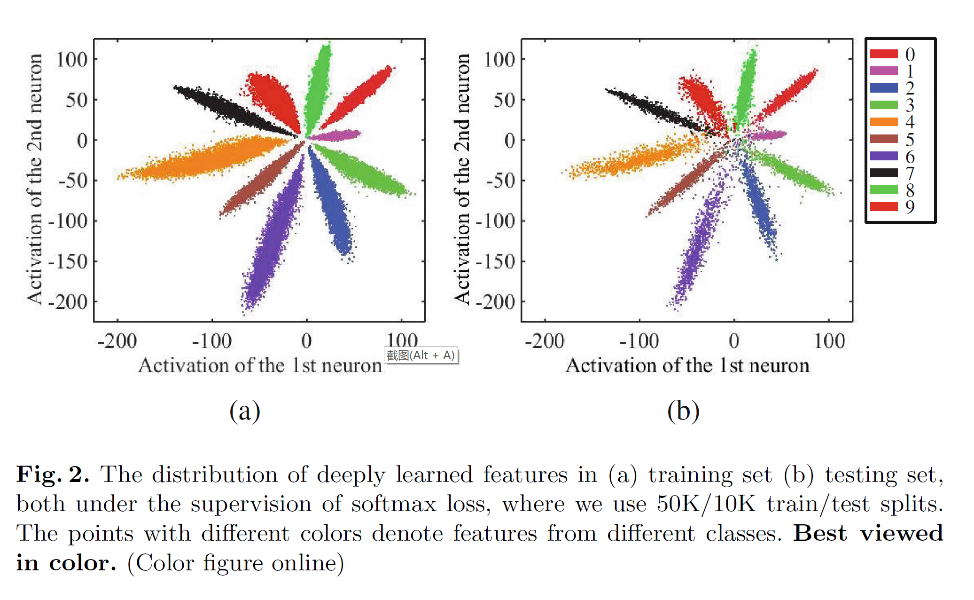 Activation of the 2nd neuron
100
50
0
-50
-100
-150
-200
-200
-100
0
100
Activation of the 1st neuron
截图(Alt + A)
(a)
Activation of the 2nd neuron
100
50
0
-50
-100
-150
-200
-200
-100
0
100
Activation of the 1st neuron
(b)
0
1
2
3
4
5
6
7
8
9
Fig. 2. The distribution of deeply learned features in (a) training set (b) testing set,
both under the supervision of softmax loss, where we use 50K/10K train/test splits.
The points with different colors denote features from different classes. Best viewed
in color. (Color figure online)